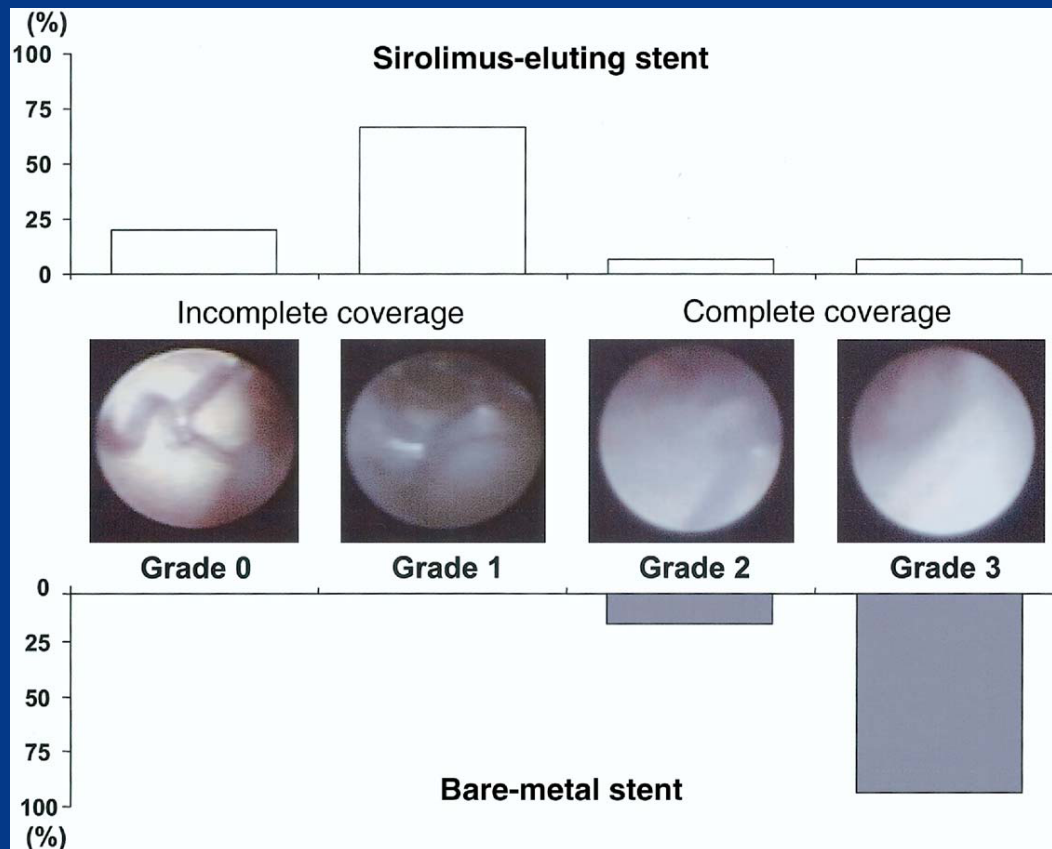 (%)
100
Sirolimus-eluting stent
75
50
25
0
Incomplete coverage
Complete coverage
Grade 0
Grade 1
Grade 2
Grade 3
0
25
50
75
Bare-metal stent
100
(%)